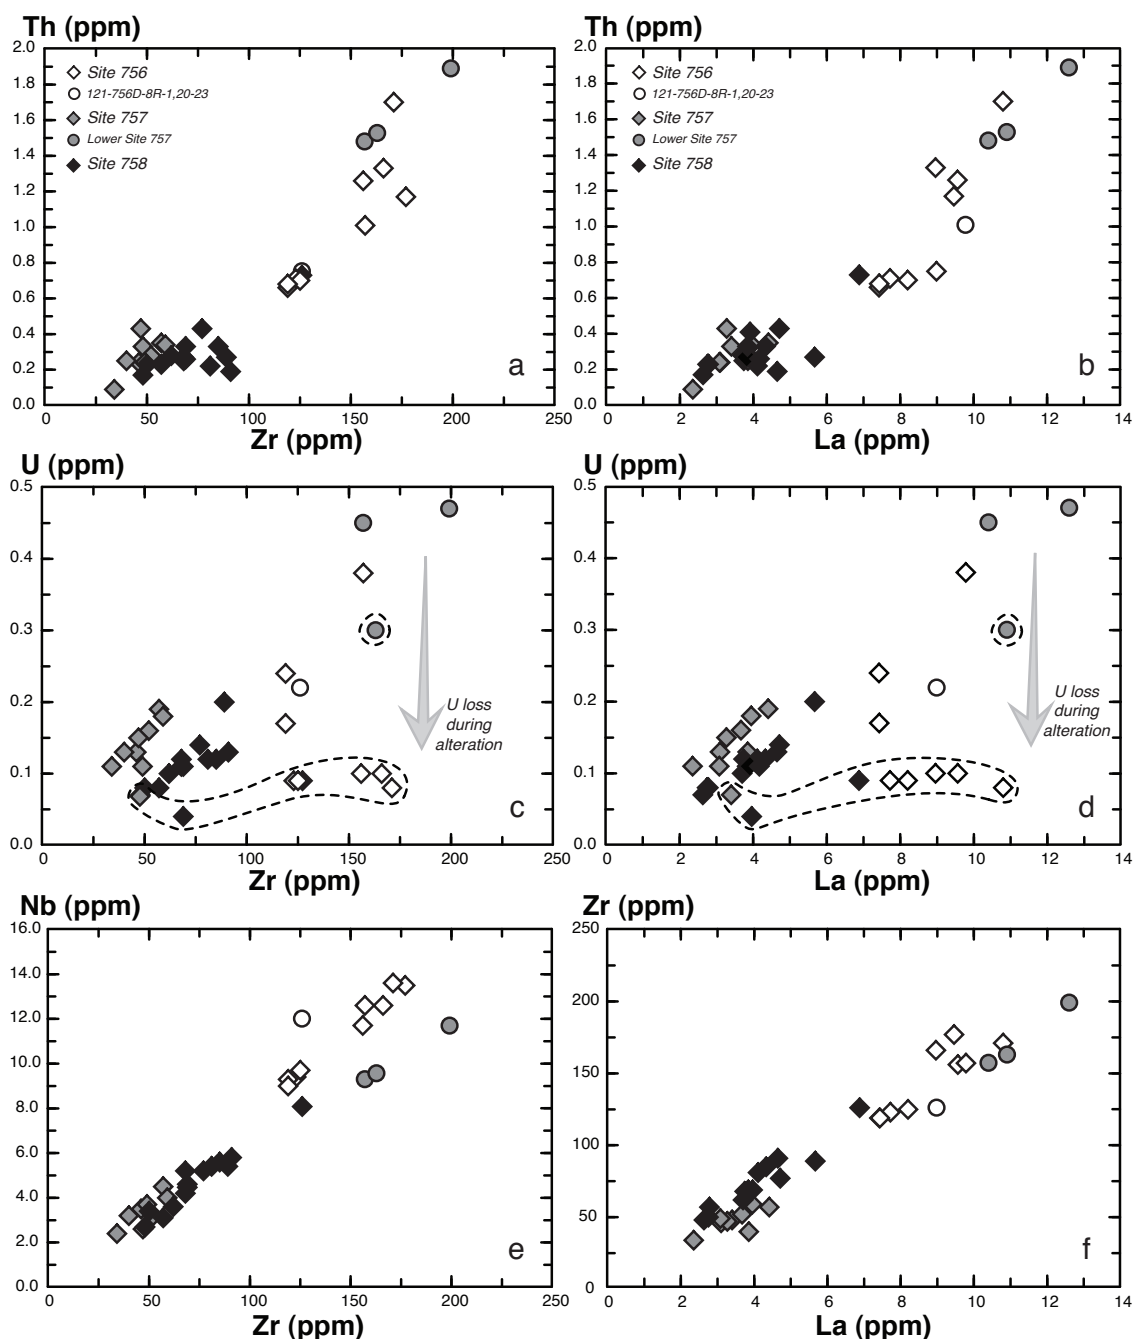 Th (ppm)
2.0
1.8
1.6
1.4
1.2
1.0
0.8
0.6
0.4
0.2
0.0
Site 756
121-756D-8R-1,20-23
Site 757
Lower Site 757
Site 758
a
0 50 100 150 200 250
Zr (ppm)
Th (ppm)
2.0
1.8
1.6
1.4
1.2
1.0
0.8
0.6
0.4
0.2
0.0
Site 756
121-756D-8R-1,20-23
Site 757
Lower Site 757
Site 758
b
0 2 4 6 8 10 12 14
La (ppm)
U (ppm)
0.5
0.4
0.3
0.2
0.1
0.0
U loss
during
alteration
c
0 50 100 150 200 250
Zr (ppm)
U (ppm)
0.5
0.4
0.3
0.2
0.1
0.0
U loss
during
alteration
d
0 2 4 6 8 10 12 14
La (ppm)
Nb (ppm)
16.0
14.0
12.0
10.0
8.0
6.0
4.0
2.0
0.0
e
0 50 100 150 200 250
Zr (ppm)
Zr (ppm)
250
200
150
100
50
0
f
0 2 4 6 8 10 12 14
La (ppm)